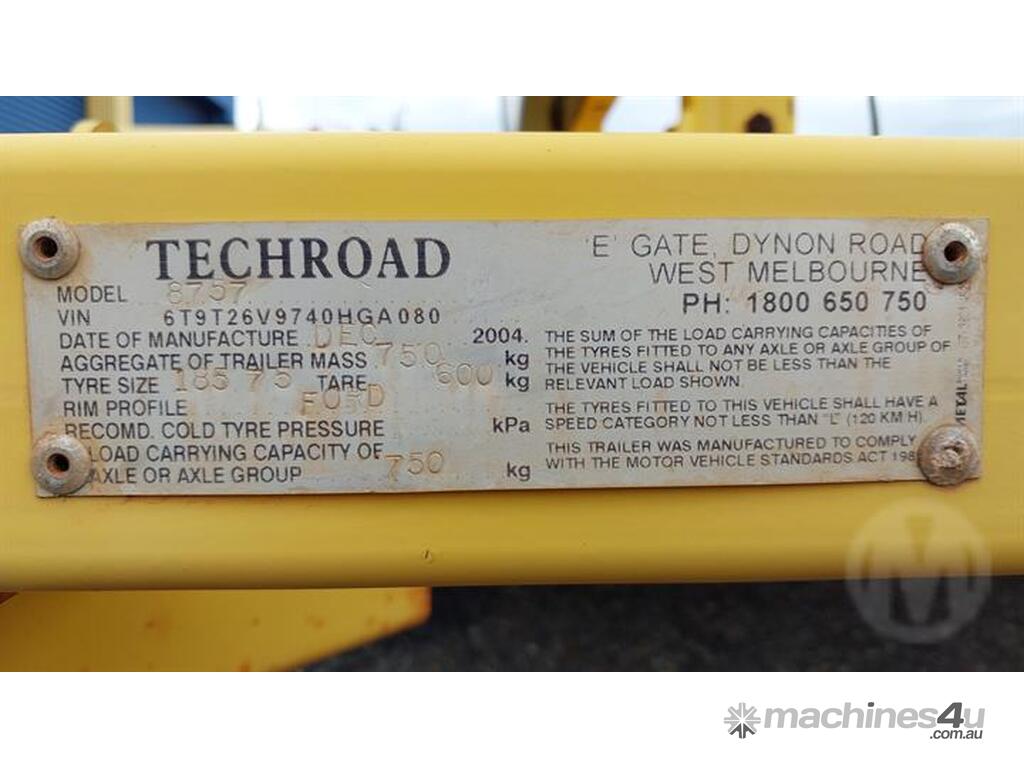 TECHROAD
'E' GATE, DYNON ROAD
WEST MELBOURNE
PH: 1800 650 750
MODEL 8757
VIN 6T9T26V9740HGA080
DATE OF MANUFACTURE DEC 2004.
AGGREGATE OF TRAILER MASS 750 kg
TYRE SIZE 185 75 TARE 600 kg
RIM PROFILE FORD
RECOMD. COLD TYRE PRESSURE kPa
LOAD CARRYING CAPACITY OF
AXLE OR AXLE GROUP 750 kg
THE SUM OF THE LOAD CARRYING CAPACITIES OF
THE TYRES FITTED TO ANY AXLE OR AXLE GROUP OF
THE VEHICLE SHALL NOT BE LESS THAN THE
RELEVANT LOAD SHOWN.
THE TYRES FITTED TO THIS VEHICLE SHALL HAVE A
SPEED CATEGORY NOT LESS THAN "L" (120 KM H)
THIS TRAILER WAS MANUFACTURED TO COMPLY
WITH THE MOTOR VEHICLE STANDARDS ACT 198
M
machines4u
.com.au